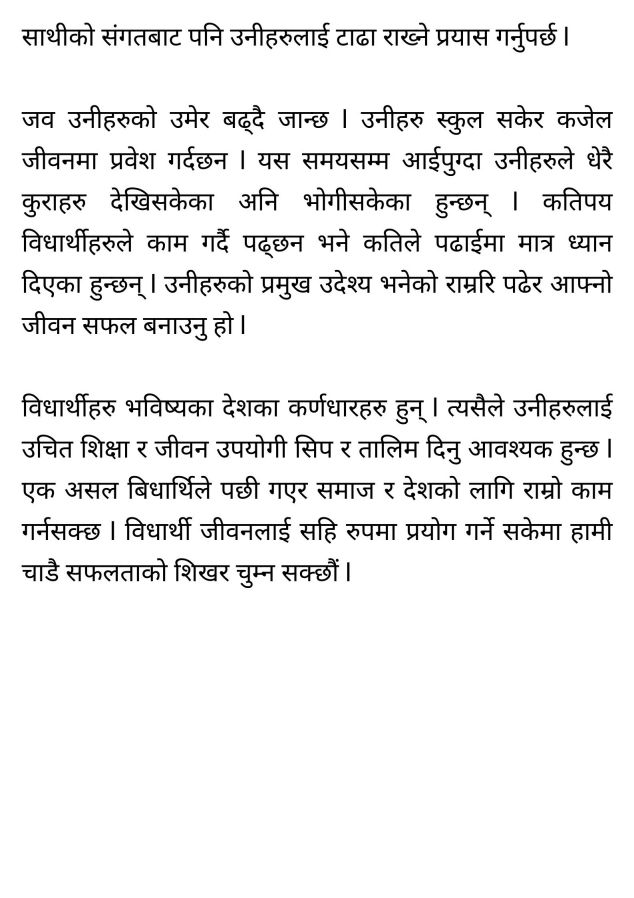 साथीको संगतबाट पनि उनीहरुलाई टाढा राख्ने प्रयास गर्नुपर्छ l
जव उनीहरुको उमेर बढ्दै जान्छ l उनीहरु स्कुल सकेर कजेल
जीवनमा प्रवेश गर्दछन l यस समयसम्म आईपुग्दा उनीहरुले धेरै
कुराहरु देखिसकेका अनि भोगीसकेका हुन्छन् l कतिपय
विधार्थीहरुले काम गर्दै पढ्छन भने कतिले पढाईमा मात्र ध्यान
दिएका हुन्छन् l उनीहरुको प्रमुख उदेश्य भनेको राम्ररि पढेर आफ्नो
जीवन सफल बनाउनु हो l
विधार्थीहरु भविष्यका देशका कर्णधारहरु हुन् l त्यसैले उनीहरुलाई
उचित शिक्षा र जीवन उपयोगी सिप र तालिम दिनु आवश्यक हुन्छ l
एक असल बिधार्थिले पछी गएर समाज र देशको लागि राम्रो काम
गर्नसक्छ l विधार्थी जीवनलाई सहि रुपमा प्रयोग गर्ने सकेमा हामी
चाडै सफलताको शिखर चुम्न सक्छौं l